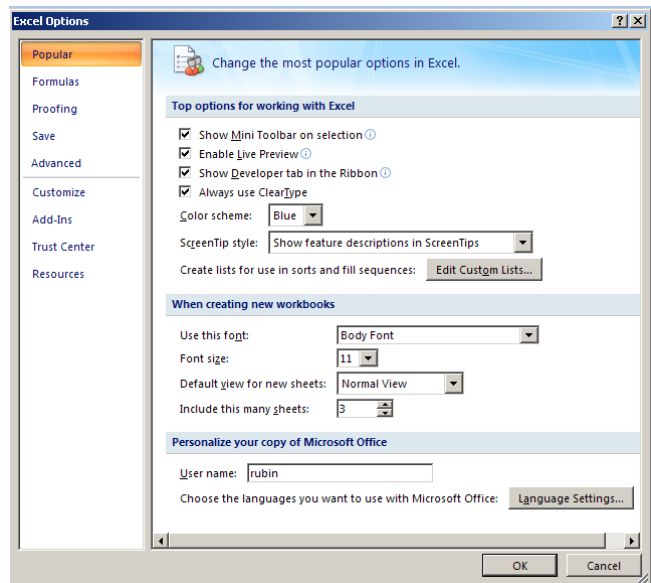 Excel Options
Popular
Formulas
Proofing
Save
Advanced
Customize
Add-Ins
Trust Center
Resources
Change the most popular options in Excel.
Top options for working with Excel
Show Mini Toolbar on selection
Enable Live Preview
Show Developer tab in the Ribbon
Always use ClearType
Color scheme: Blue
ScreenTip style: Show feature descriptions in ScreenTips
Create lists for use in sorts and fill sequences: Edit Custom Lists...
When creating new workbooks
Use this font: Body Font
Font size: 11
Default view for new sheets: Normal View
Include this many sheets: 3
Personalize your copy of Microsoft Office
User name: rubin
Choose the languages you want to use with Microsoft Office: Language Settings...
OK Cancel